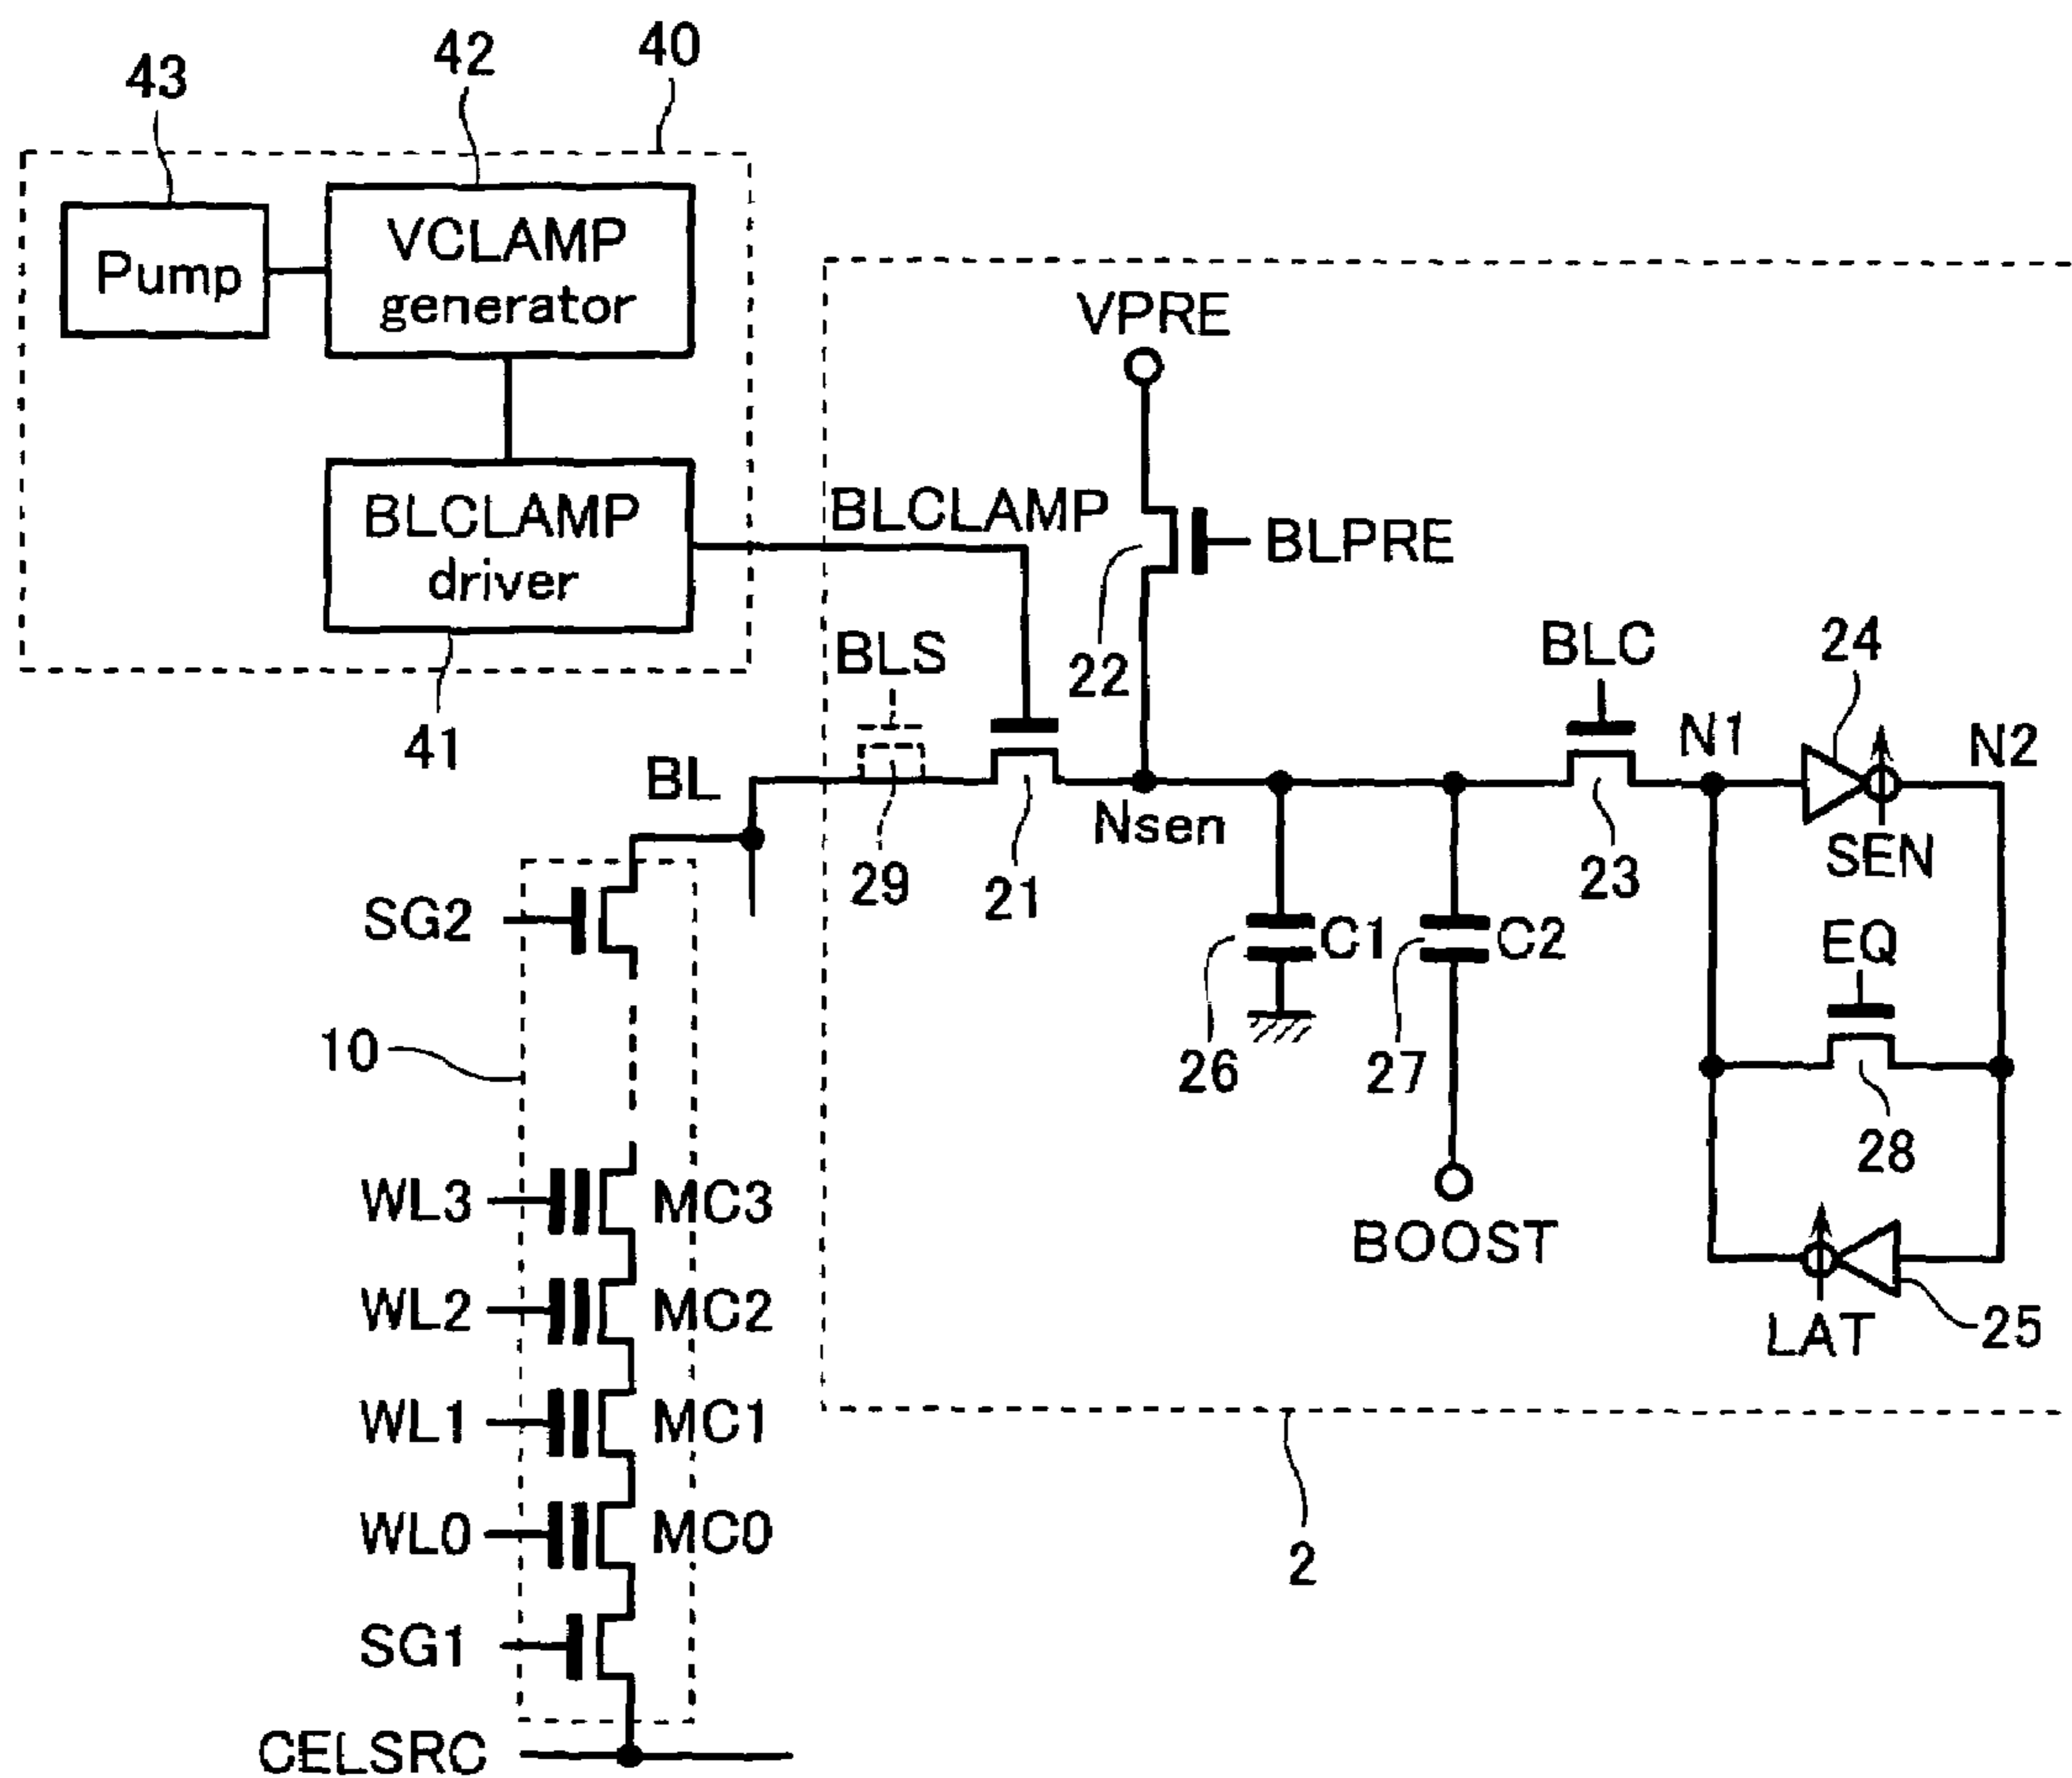 43
42
40
Pump
VCLAMP
generator
BLCLAMP
driver
41
VPRE
BLCLAMP
BLPRE
22
BLS
BLC
24
N1
N2
BL
Nsen
29
21
23
SEN
SG2
C1
C2
EQ
26
27
28
10
WL3
MC3
BOOST
WL2
MC2
LAT
25
WL1
MC1
WL0
MC0
2
SG1
CELSRC